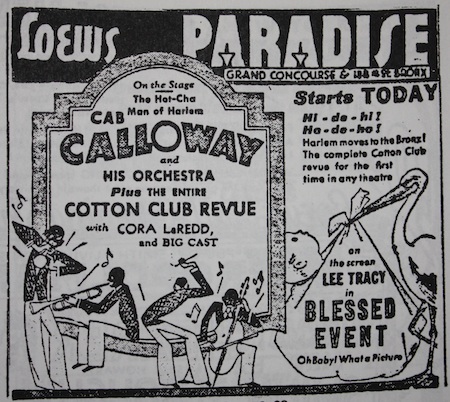 LOEWS PARADISE
GRAND CONCOURSE & 188 St BRONX
On the Stage
The Hot-Cha
Man of Harlem
CAB
CALLOWAY
and
HIS ORCHESTRA
Plus THE ENTIRE
COTTON CLUB REVUE
with CORA LaREDD,
and BIG CAST
Starts TODAY
Hi-de-hi!
Ho-de-ho!
Harlem moves to the Bronx!
The complete Cotton Club
revue for the first
time in any theatre
on
the screen
LEE TRACY
in
BLESSED
EVENT
Oh Baby! What a Picture